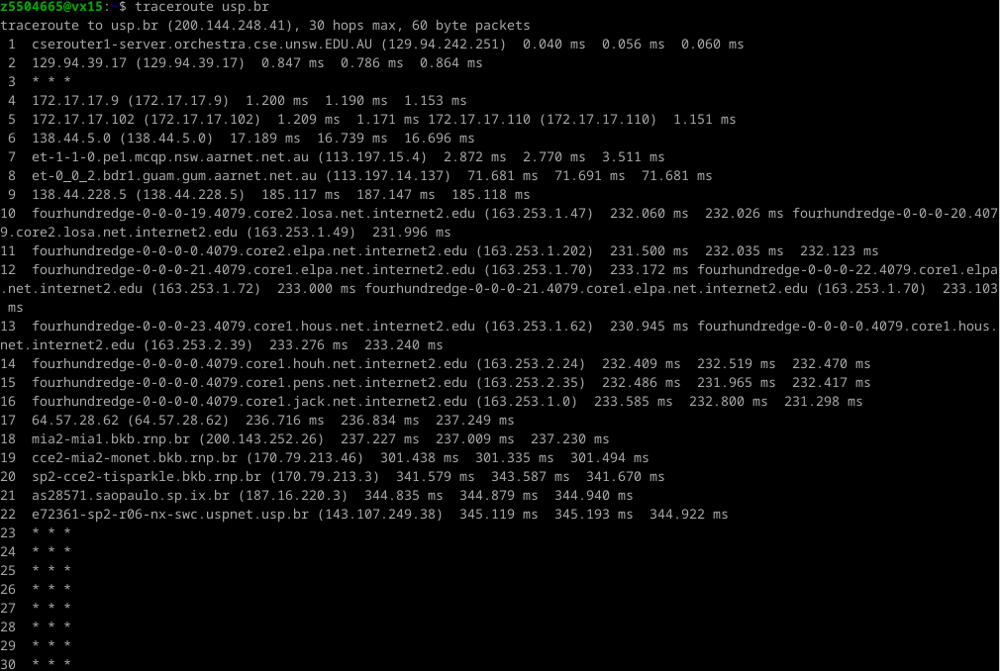 z5504665@vx15:~$ traceroute usp.br
traceroute to usp.br (200.144.248.41), 30 hops max, 60 byte packets
 1  cserouter1-server.orchestra.cse.unsw.EDU.AU (129.94.242.251)  0.040 ms  0.056 ms  0.060 ms
 2  129.94.39.17 (129.94.39.17)  0.847 ms  0.786 ms  0.864 ms
 3  * * *
 4  172.17.17.9 (172.17.17.9)  1.200 ms  1.190 ms  1.153 ms
 5  172.17.17.102 (172.17.17.102)  1.209 ms  1.171 ms 172.17.17.110 (172.17.17.110)  1.151 ms
 6  138.44.5.0 (138.44.5.0)  17.189 ms  16.739 ms  16.696 ms
 7  et-1-1-0.pe1.mcqp.nsw.aarnet.net.au (113.197.15.4)  2.872 ms  2.770 ms  3.511 ms
 8  et-0_0_2.bdr1.guam.gum.aarnet.net.au (113.197.14.137)  71.681 ms  71.691 ms  71.681 ms
 9  138.44.228.5 (138.44.228.5)  185.117 ms  187.147 ms  185.118 ms
10  fourhundredge-0-0-0-19.4079.core2.losa.net.internet2.edu (163.253.1.47)  232.060 ms  232.026 ms fourhundredge-0-0-0-20.407
9.core2.losa.net.internet2.edu (163.253.1.49)  231.996 ms
11  fourhundredge-0-0-0-0.4079.core2.elpa.net.internet2.edu (163.253.1.202)  231.500 ms  232.035 ms  232.123 ms
12  fourhundredge-0-0-0-21.4079.core1.elpa.net.internet2.edu (163.253.1.70)  233.172 ms fourhundredge-0-0-0-22.4079.core1.elpa
.net.internet2.edu (163.253.1.72)  233.000 ms fourhundredge-0-0-0-21.4079.core1.elpa.net.internet2.edu (163.253.1.70)  233.103
 ms
13  fourhundredge-0-0-0-23.4079.core1.hous.net.internet2.edu (163.253.1.62)  230.945 ms fourhundredge-0-0-0-0.4079.core1.hous.
net.internet2.edu (163.253.2.39)  233.276 ms  233.240 ms
14  fourhundredge-0-0-0-0.4079.core1.houh.net.internet2.edu (163.253.2.24)  232.409 ms  232.519 ms  232.470 ms
15  fourhundredge-0-0-0-0.4079.core1.pens.net.internet2.edu (163.253.2.35)  232.486 ms  231.965 ms  232.417 ms
16  fourhundredge-0-0-0-0.4079.core1.jack.net.internet2.edu (163.253.1.0)  233.585 ms  232.800 ms  231.298 ms
17  64.57.28.62 (64.57.28.62)  236.716 ms  236.834 ms  237.249 ms
18  mia2-mia1.bkb.rnp.br (200.143.252.26)  237.227 ms  237.009 ms  237.230 ms
19  cce2-mia2-monet.bkb.rnp.br (170.79.213.46)  301.438 ms  301.335 ms  301.494 ms
20  sp2-cce2-tisparkle.bkb.rnp.br (170.79.213.3)  341.579 ms  343.587 ms  341.670 ms
21  as28571.saopaulo.sp.ix.br (187.16.220.3)  344.835 ms  344.879 ms  344.940 ms
22  e72361-sp2-r06-nx-swc.uspnet.usp.br (143.107.249.38)  345.119 ms  345.193 ms  344.922 ms
23  * * *
24  * * *
25  * * *
26  * * *
27  * * *
28  * * *
29  * * *
30  * * *